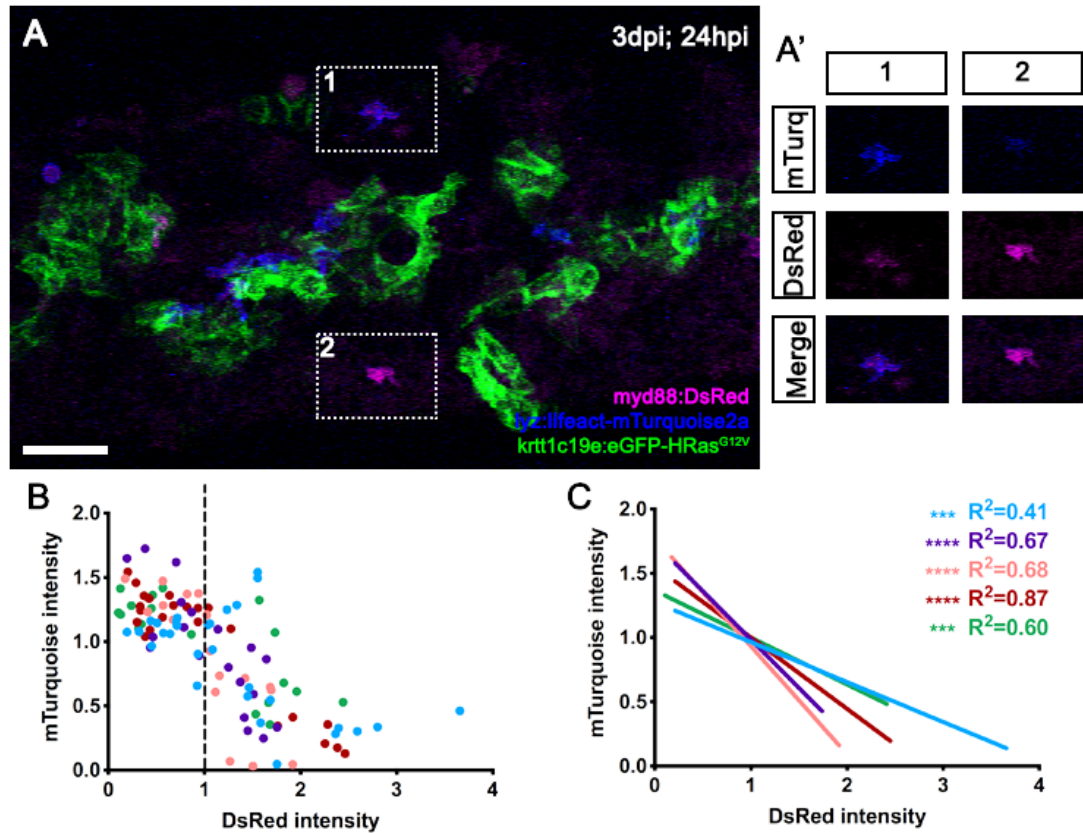 A
3dpi; 24hpi
1
2
myd88:DsRed
lyz:lifeact-mTurquoise2a
krtt1c19e:eGFP-HRasG12V
A'
1
2
mTurq
DsRed
Merge
B
mTurquoise intensity
2.0
1.5
1.0
0.5
0.0
0
1
2
3
4
DsRed intensity
C
mTurquoise intensity
2.0
1.5
1.0
0.5
0.0
0
1
2
3
4
DsRed intensity
*** R²=0.41
**** R²=0.67
**** R²=0.68
**** R²=0.87
*** R²=0.60